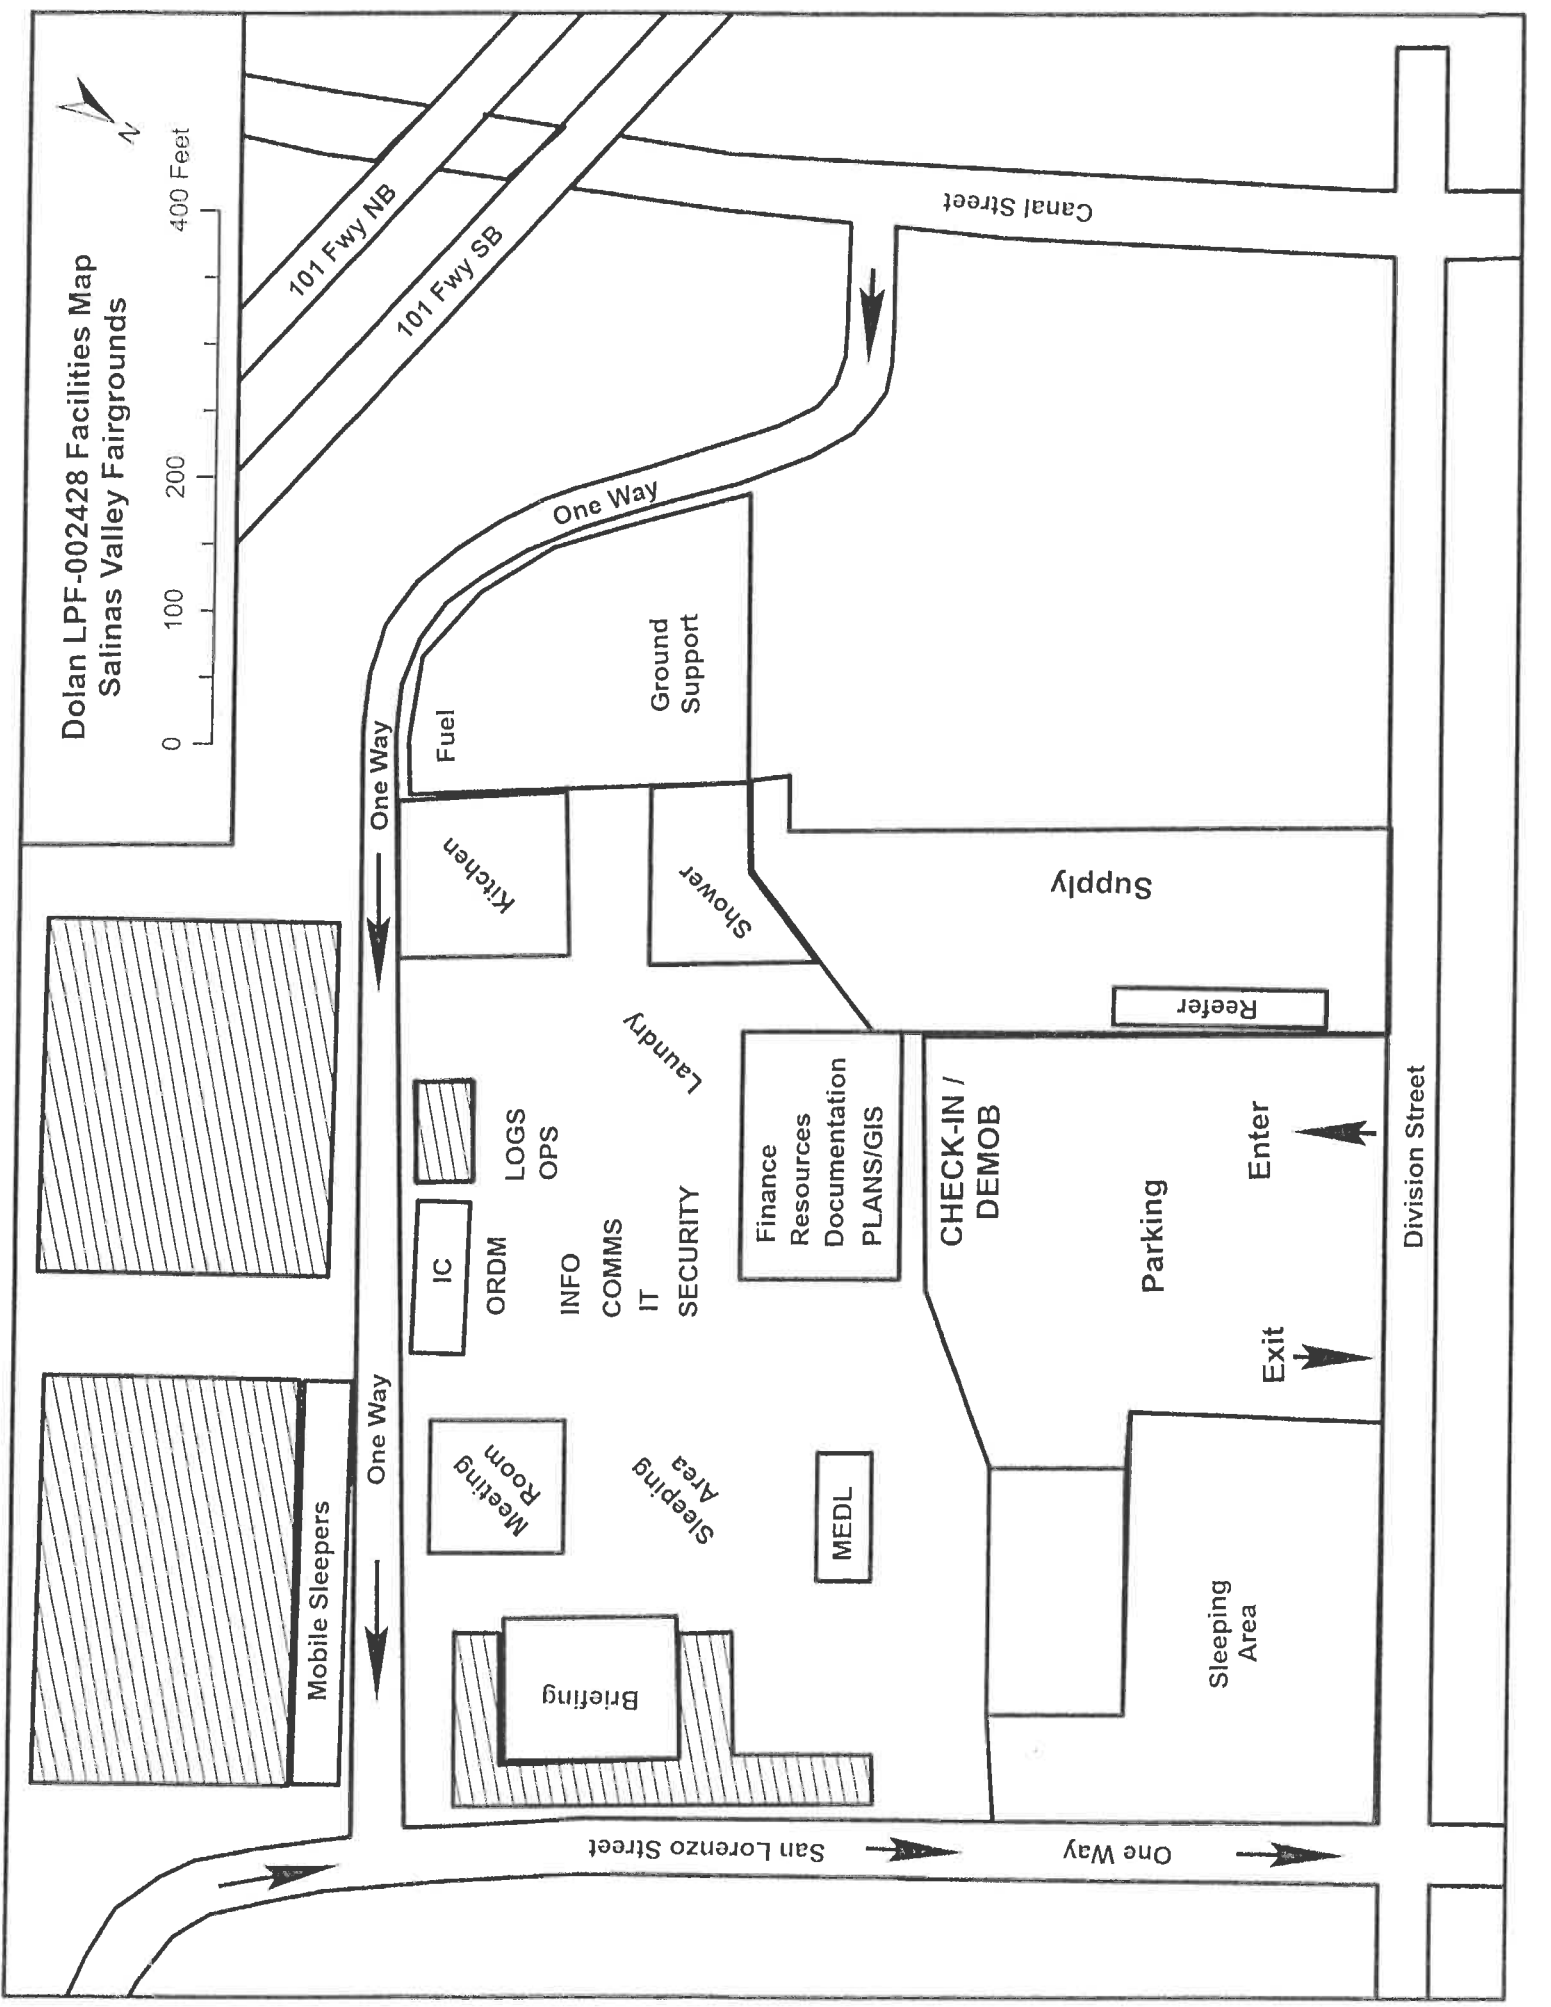 Dolan LPF-002428 Facilities Map
Salinas Valley Fairgrounds
0 100 200 400 Feet
N
101 Fwy NB
101 Fwy SB
Canal Street
One Way
One Way
One Way
Fuel
Ground
Support
Kitchen
Shower
Supply
Reefer
Laundry
LOGS
OPS
IC
ORDM
INFO
COMMS
IT
SECURITY
Finance
Resources
Documentation
PLANS/GIS
CHECK-IN /
DEMOB
Parking
Enter
Exit
Division Street
Mobile Sleepers
Meeting
Room
Sleeping
Area
MEDL
Briefing
Sleeping
Area
San Lorenzo Street
One Way